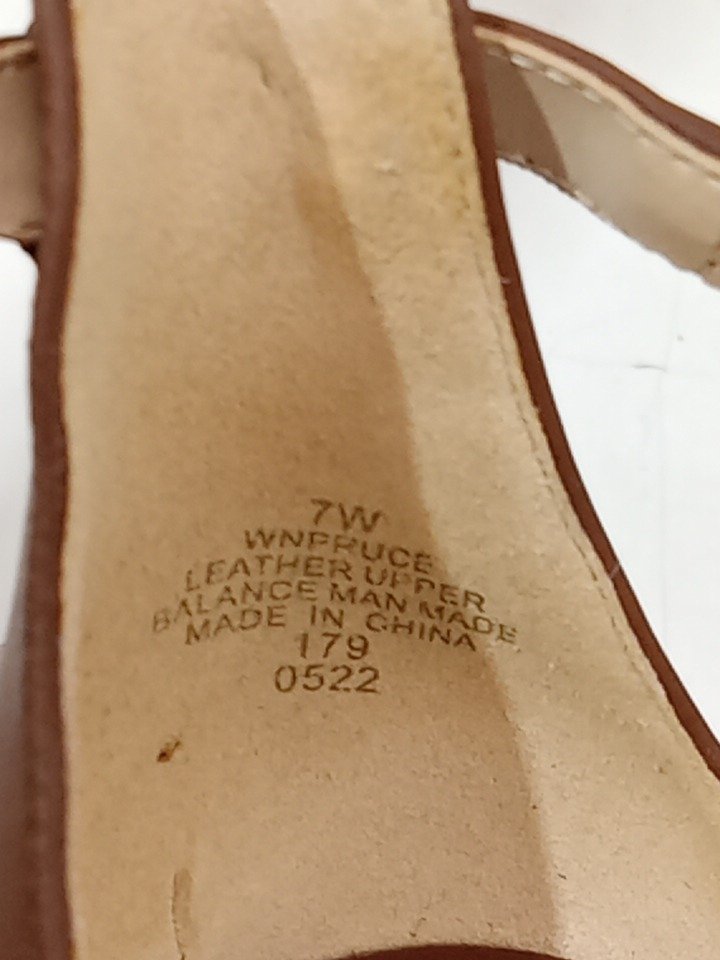 7W
WNPRUCE
LEATHER UPPER
BALANCE MAN MADE
MADE IN CHINA
179
0522